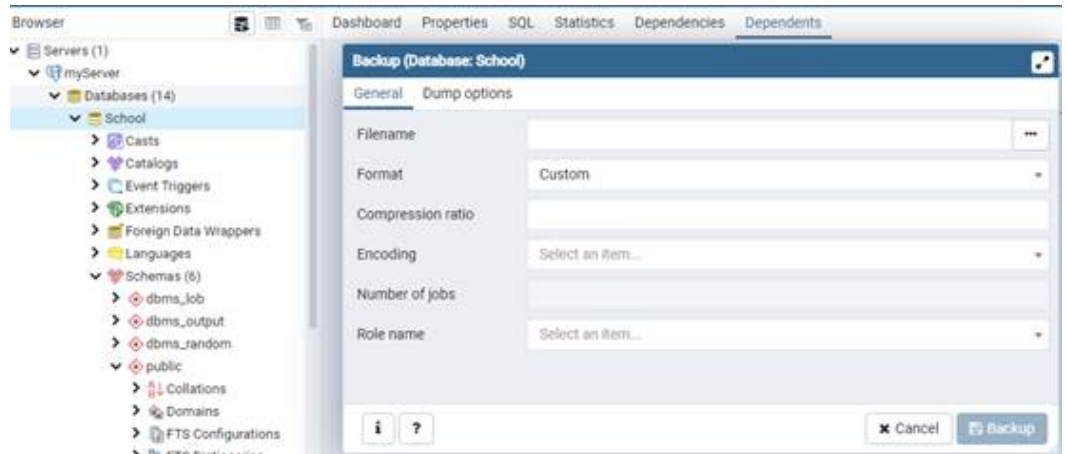 Browser
Dashboard Properties SQL Statistics Dependencies Dependents
Servers (1)
myServer
Databases (14)
School
Casts
Catalogs
Event Triggers
Extensions
Foreign Data Wrappers
Languages
Schemas (6)
dbms_lob
dbms_output
dbms_random
public
Collations
Domains
FTS Configurations
Backup (Database: School)
General Dump options
Filename
Format Custom
Compression ratio
Encoding Select an item...
Number of jobs
Role name Select an item...
i ? Cancel Backup